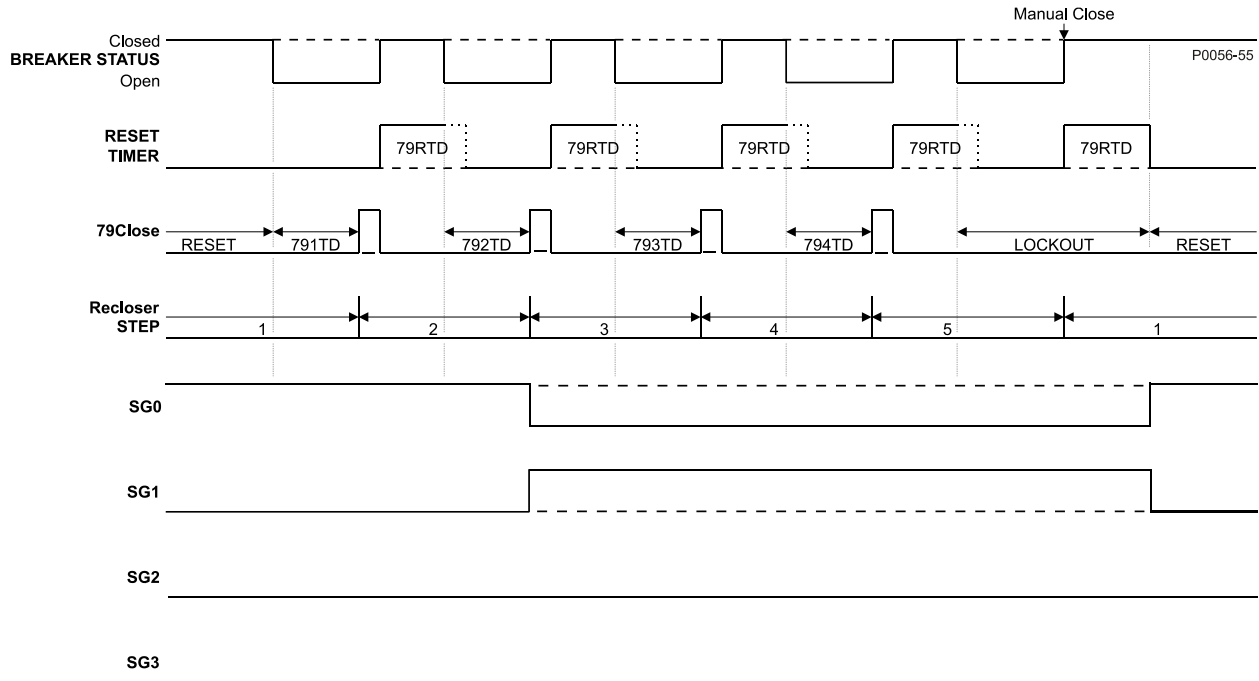 Manual Close
Closed
BREAKER STATUS
Open
P0056-55
RESET
TIMER
79RTD 79RTD 79RTD 79RTD 79RTD
79Close
RESET 791TD 792TD 793TD 794TD LOCKOUT RESET
Recloser
STEP
1 2 3 4 5 1
SG0
SG1
SG2
SG3